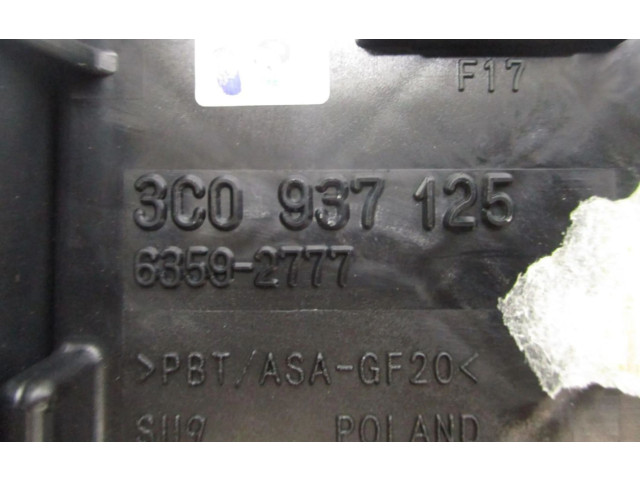 F17
3C0 937 125
6359-2777
>PBT/ASA-GF20<
POLAND